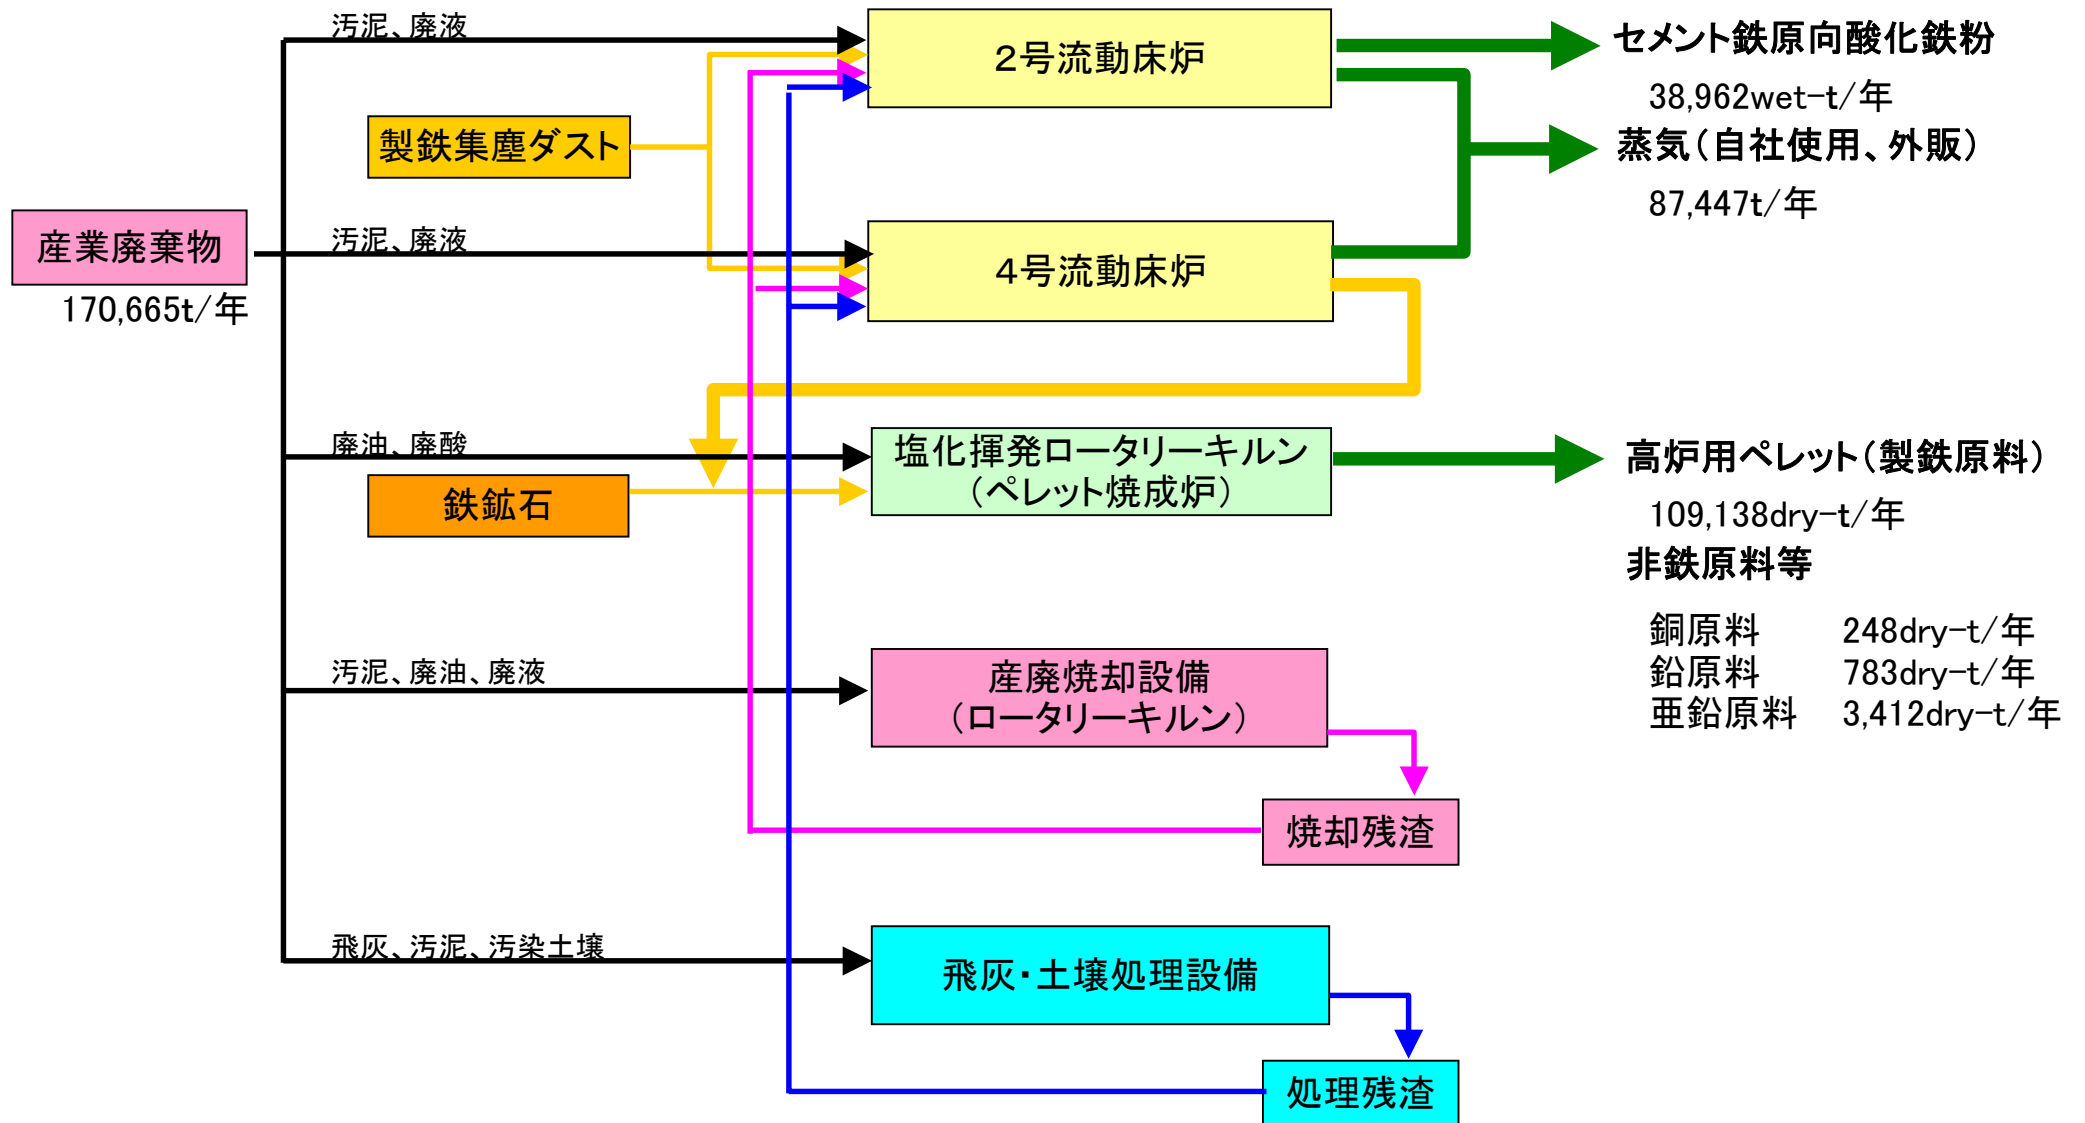 汚泥、廃液
2号流動床炉
セメント鉄原向酸化鉄粉
38,962wet-t/年
製鉄集塵ダスト
蒸気(自社使用、外販)
87,447t/年
産業廃棄物
170,665t/年
汚泥、廃液
4号流動床炉
廃油、廃酸
塩化揮発ロータリーキルン
(ペレット焼成炉)
高炉用ペレット(製鉄原料)
109,138dry-t/年
鉄鉱石
非鉄原料等
銅原料 248dry-t/年
鉛原料 783dry-t/年
亜鉛原料 3,412dry-t/年
汚泥、廃油、廃液
産廃焼却設備
(ロータリーキルン)
焼却残渣
飛灰、汚泥、汚染土壌
飛灰・土壌処理設備
処理残渣